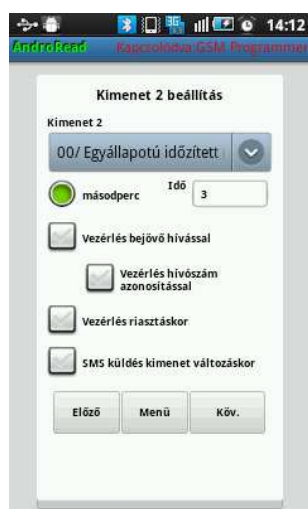 3G
14:12
AndroRead Kapcsolódva:GSM Programmer
Kimenet 2 beállítás
Kimenet 2
00/ Egyállapotú időzített
másodperc
Idő
3
Vezérlés bejövő hívással
Vezérlés hívószám
azonosítással
Vezérlés riasztáskor
SMS küldés kimenet változáskor
Előző Menü Köv.